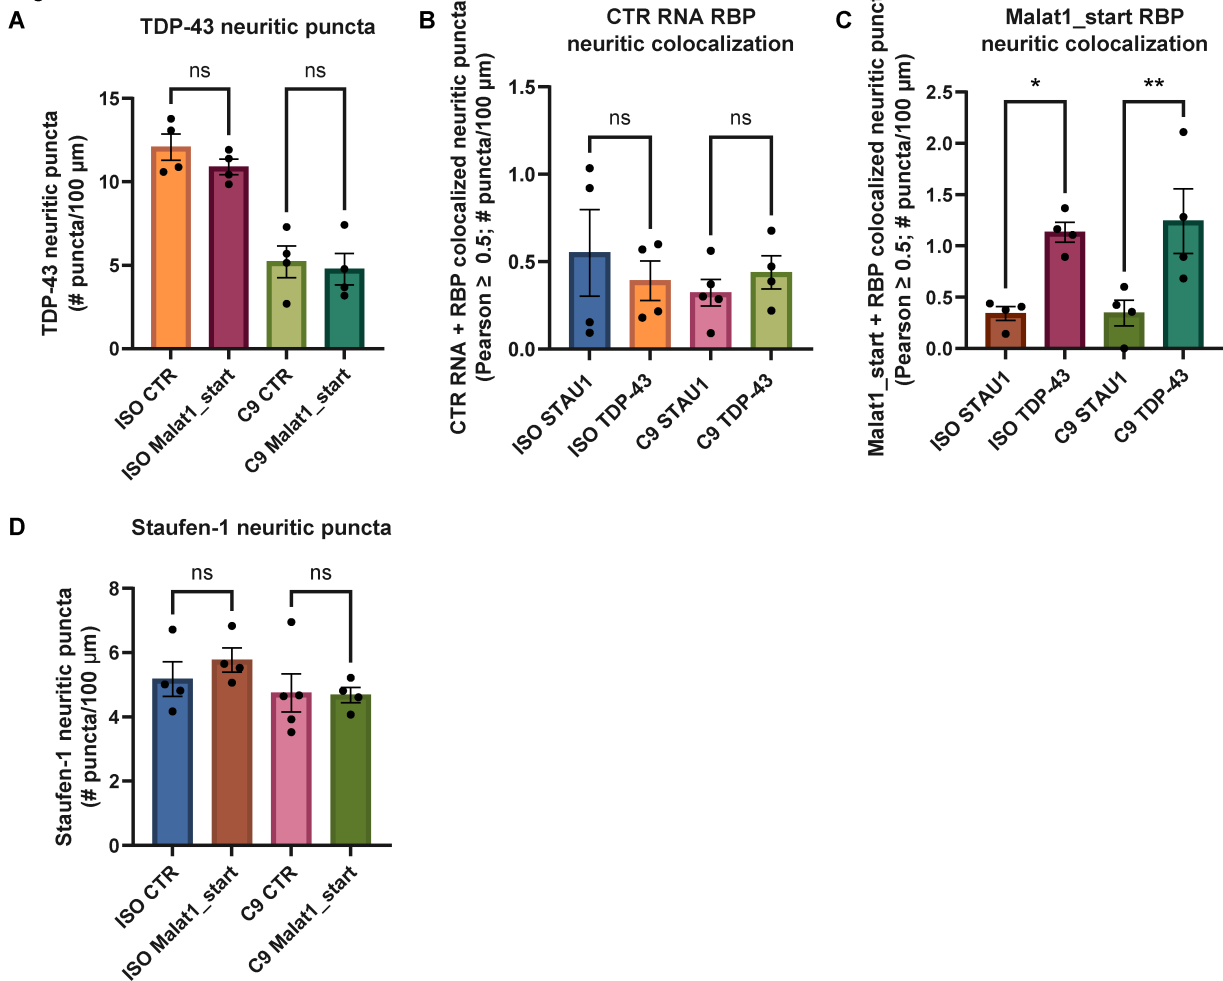 A
TDP-43 neuritic puncta
TDP-43 neuritic puncta
(# puncta/100 µm)
15
10
5
0
ns
ns
ISO CTR
ISO Malat1_start
C9 CTR
C9 Malat1_start
B
CTR RNA RBP
neuritic colocalization
CTR RNA + RBP colocalized neuritic puncta
(Pearson ≥ 0.5; # puncta/100 µm)
1.5
1.0
0.5
0.0
ns
ns
ISO STAU1
ISO TDP-43
C9 STAU1
C9 TDP-43
C
Malat1_start RBP
neuritic colocalization
Malat1_start + RBP colocalized neuritic
(Pearson ≥ 0.5; # puncta/100 µm)
2.5
2.0
1.5
1.0
0.5
0.0
*
**
ISO STAU1
ISO TDP-43
C9 STAU1
C9 TDP-43
D
Staufen-1 neuritic puncta
Staufen-1 neuritic puncta
(# puncta/100 µm)
8
6
4
2
0
ns
ns
ISO CTR
ISO Malat1_start
C9 CTR
C9 Malat1_start